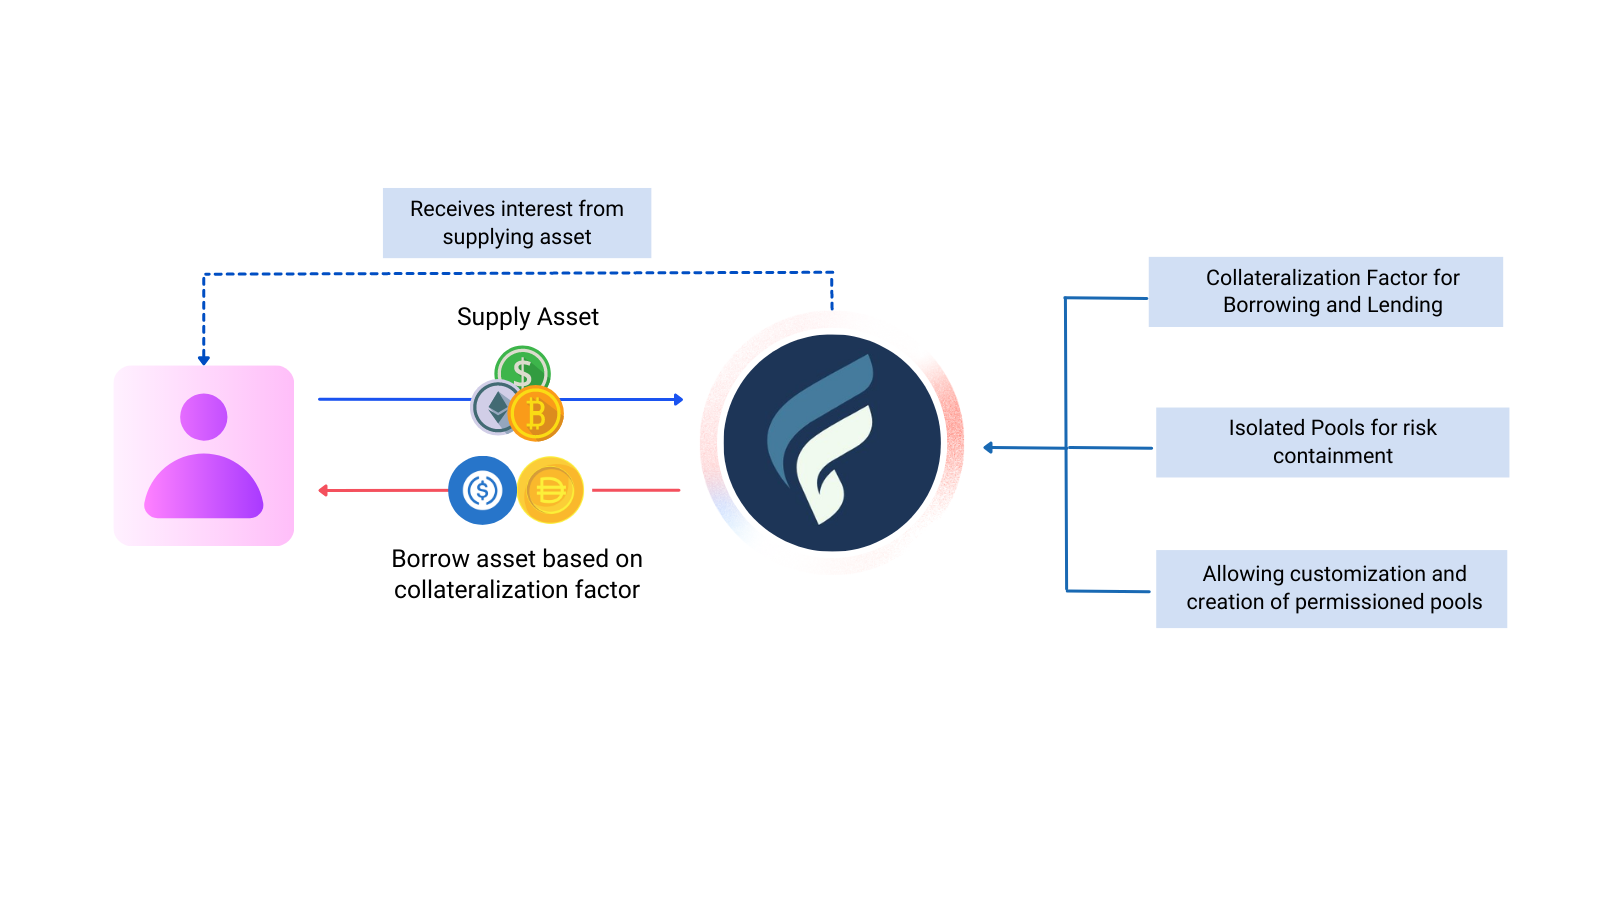 Receives interest from
supplying asset
Supply Asset
$
$
Borrow asset based on
collateralization factor
Collateralization Factor for
Borrowing and Lending
Isolated Pools for risk
containment
Allowing customization and
creation of permissioned pools